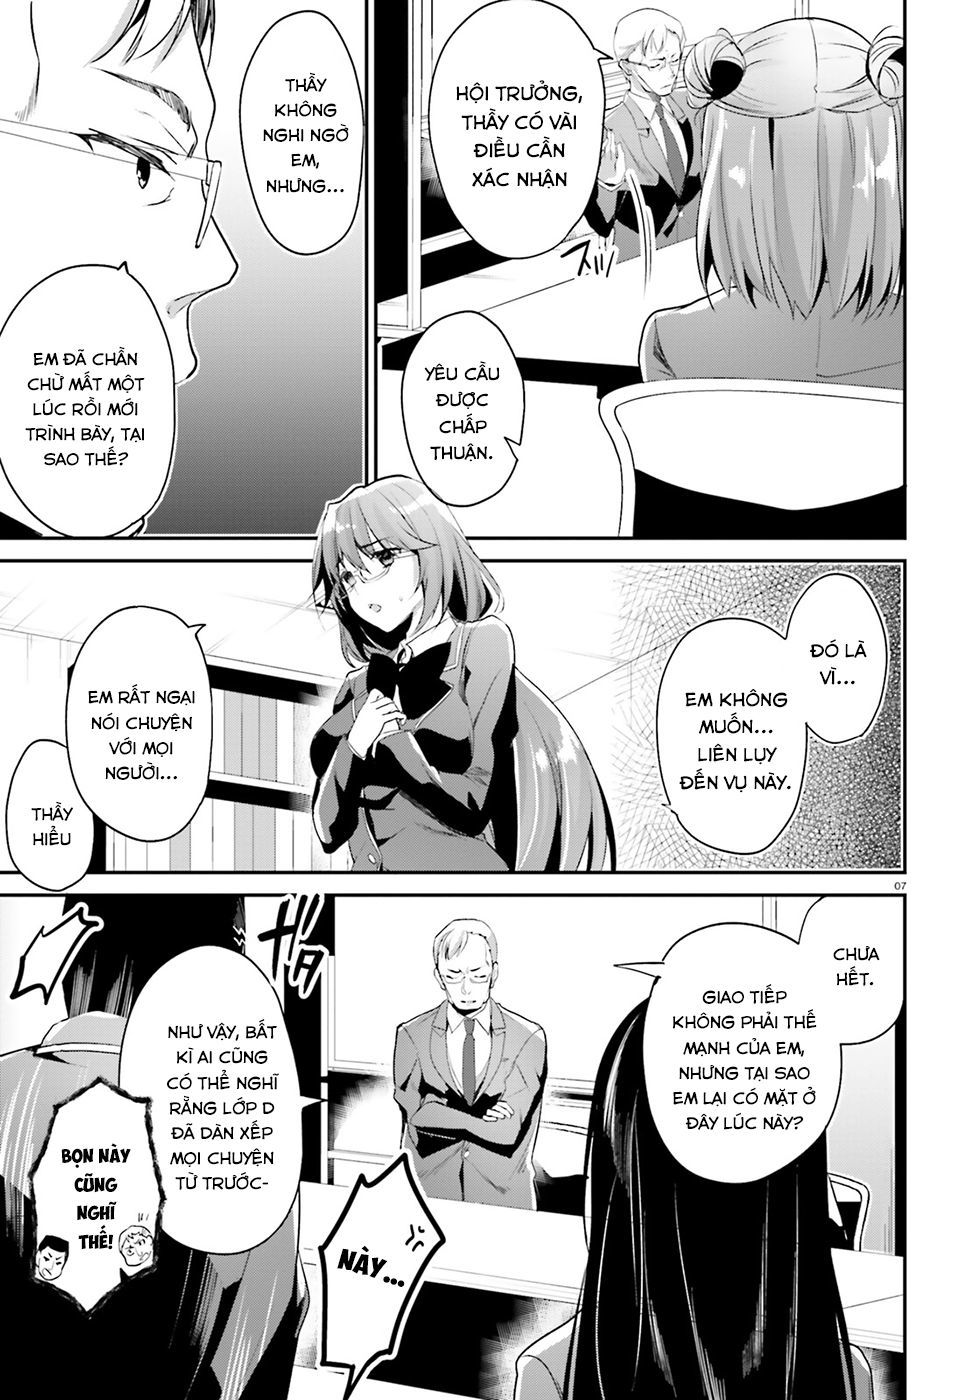 HỘI TRƯỞNG,
THẦY CÓ VÀI
ĐIỀU CẦN
XÁC NHẬN
ズルリ
YÊU CẦU
ĐƯỢC
CHẤP
THUẬN.
THẦY
KHÔNG
NGHI NGỜ
EM,
NHƯNG...
EM ĐÃ CHẦN
CHỪ MẤT MỘT
LÚC RỒI MỚI
TRÌNH BÀY, TẠI
SAO THẾ?
ĐÓ LÀ
VÌ...
EM KHÔNG
MUỐN...
LIÊN LỤY
ĐẾN VỤ NÀY.
EM RẤT NGẠI
NÓI CHUYỆN
VỚI MỌI
NGƯỜI...
THẦY
HIỂU
07
CHƯA
HẾT.
GIAO TIẾP
KHÔNG PHẢI THẾ
MẠNH CỦA EM,
NHƯNG TẠI SAO
EM LẠI CÓ MẶT Ở
ĐÂY LÚC NÀY?
NHƯ VẬY, BẤT
KÌ AI CŨNG
CÓ THỂ NGHĨ
RẰNG LỚP D
ĐÃ DÀN XẾP
MỌI CHUYỆN
TỪ TRƯỚC-
NÀY...
ガタ
BỌN NÀY
CŨNG
NGHĨ
THẾ!